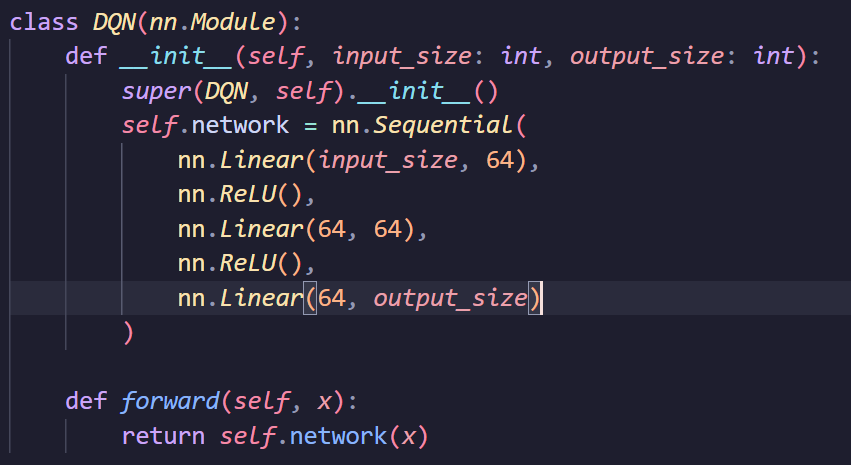 class DQN(nn.Module):
    def __init__(self, input_size: int, output_size: int):
        super(DQN, self).__init__()
        self.network = nn.Sequential(
            nn.Linear(input_size, 64),
            nn.ReLU(),
            nn.Linear(64, 64),
            nn.ReLU(),
            nn.Linear(64, output_size)
        )
    def forward(self, x):
        return self.network(x)